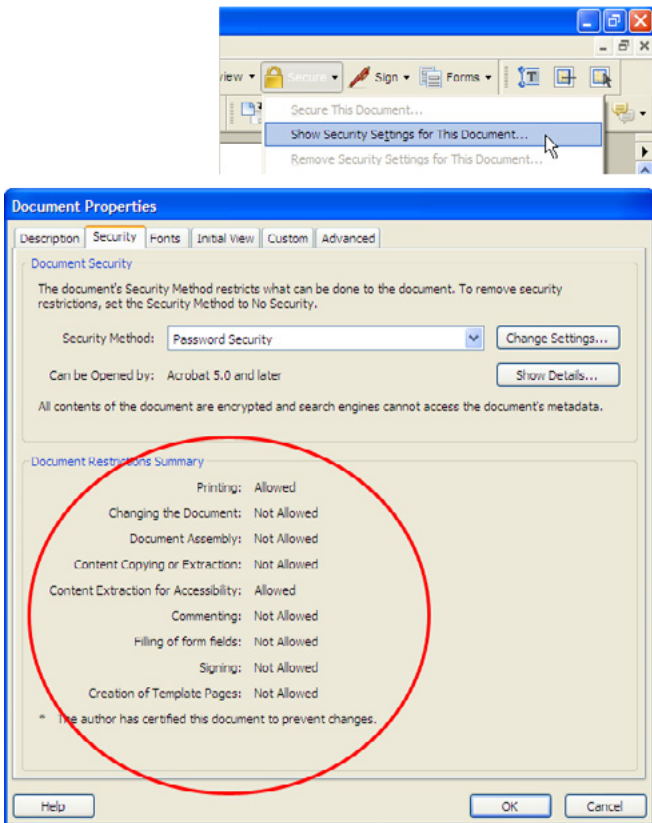 iew Secure Sign Forms
Secure This Document...
Show Security Settings for This Document...
Remove Security Settings for This Document...
Document Properties
Description Security Fonts Initial View Custom Advanced
Document Security
The document's Security Method restricts what can be done to the document. To remove security
restrictions, set the Security Method to No Security.
Security Method: Password Security Change Settings...
Can be Opened by: Acrobat 5.0 and later Show Details...
All contents of the document are encrypted and search engines cannot access the document's metadata.
Document Restrictions Summary
Printing: Allowed
Changing the Document: Not Allowed
Document Assembly: Not Allowed
Content Copying or Extraction: Not Allowed
Content Extraction for Accessibility: Allowed
Commenting: Not Allowed
Filling of form fields: Not Allowed
Signing: Not Allowed
Creation of Template Pages: Not Allowed
* The author has certified this document to prevent changes.
Help OK Cancel